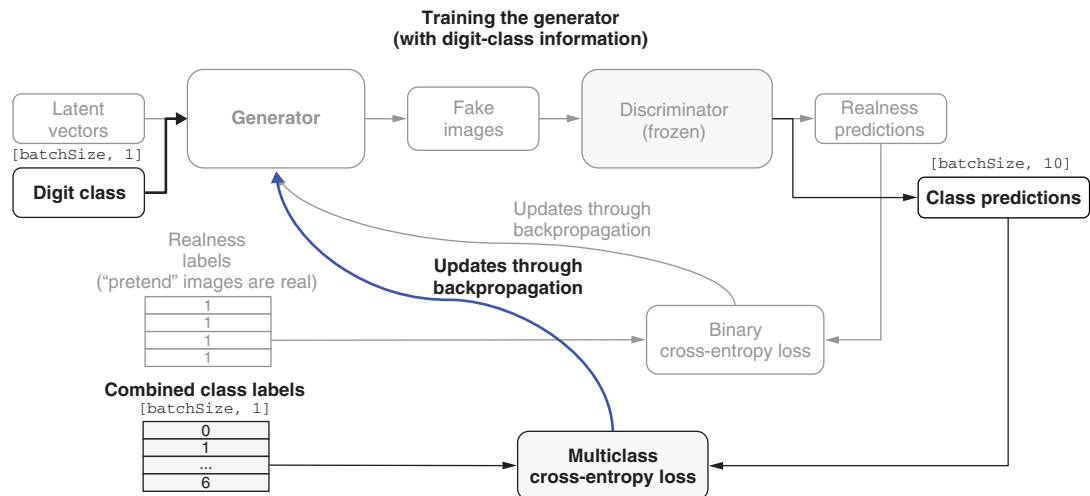 Training the generator
(with digit-class information)
Latent
vectors
[batchSize, 1]
Digit class
Generator
Fake
images
Discriminator
(frozen)
Realness
predictions
[batchSize, 10]
Class predictions
Updates through
backpropagation
Realness
labels
(“pretend” images are real)
1
1
1
1
Updates through
backpropagation
Binary
cross-entropy loss
Combined class labels
[batchSize, 1]
0
1
...
6
Multiclass
cross-entropy loss